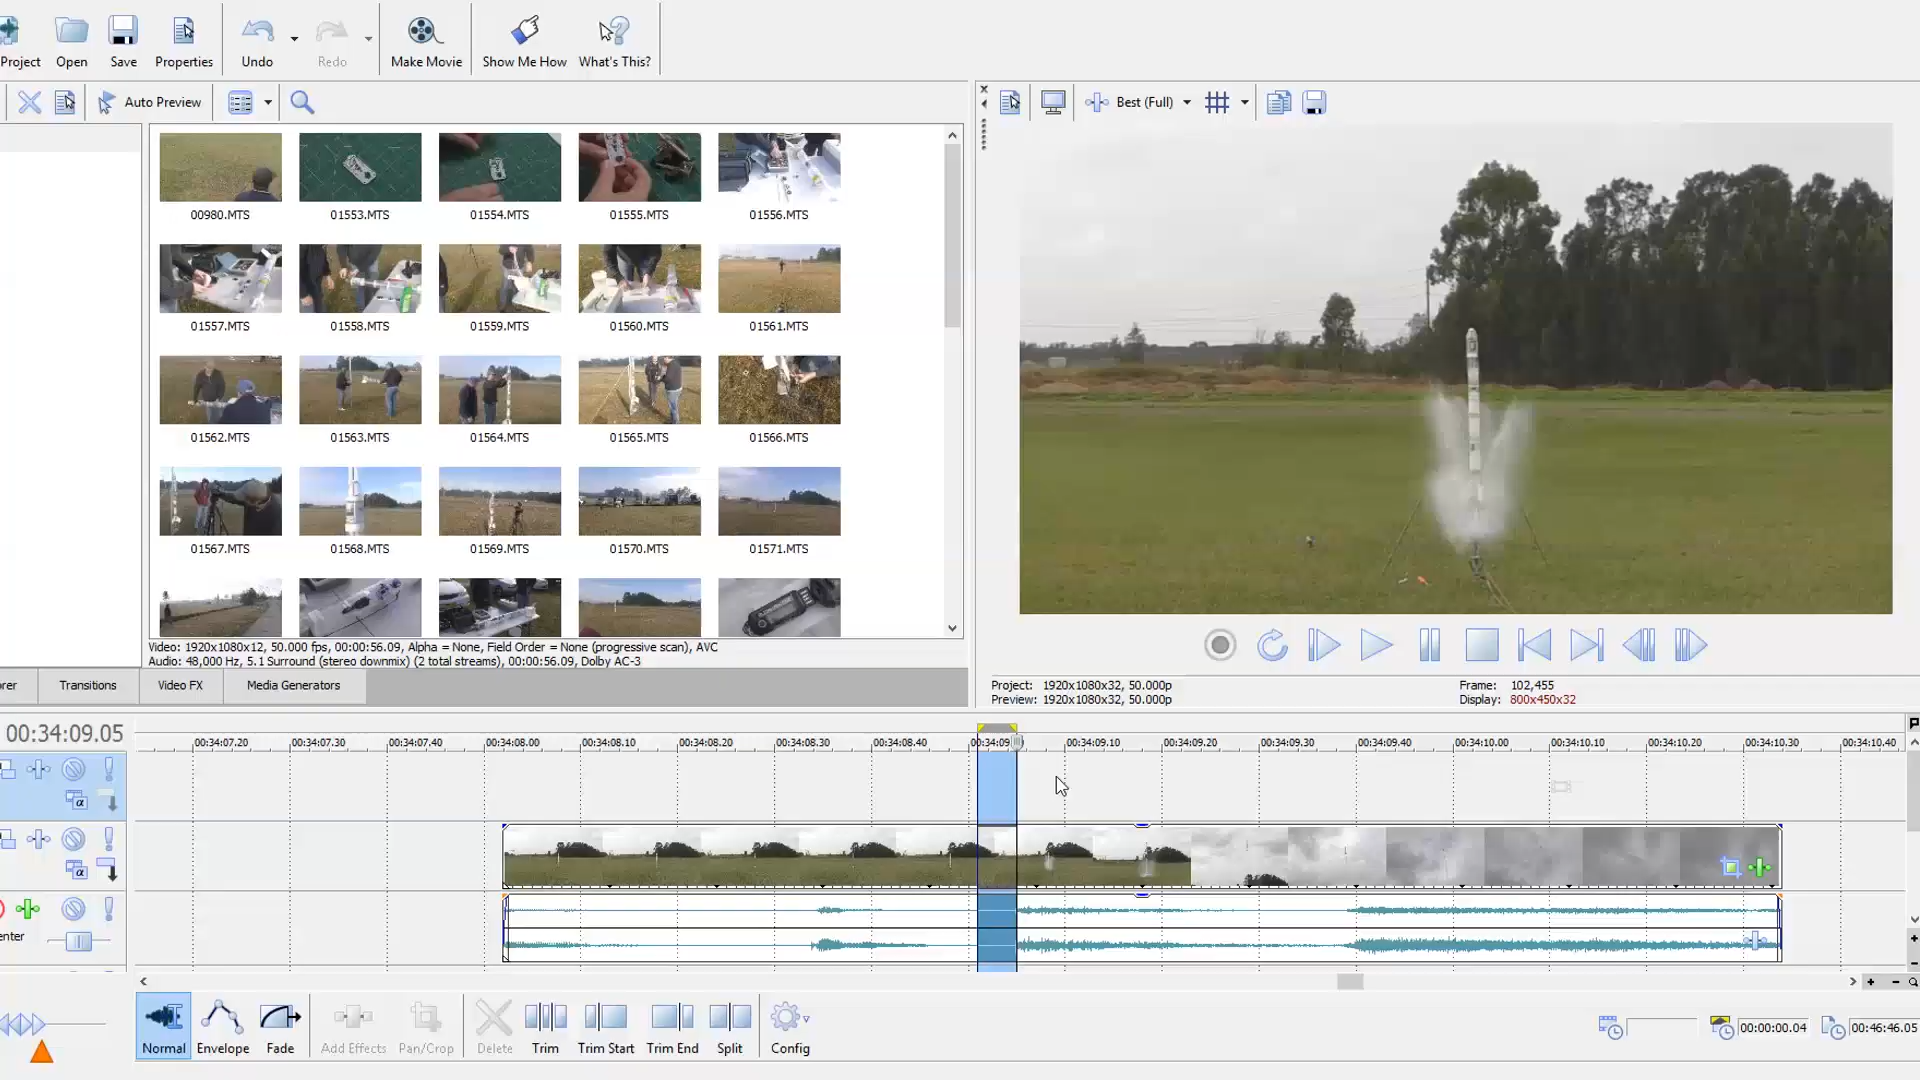 Project Open Save Properties Undo Redo Make Movie Show Me How What's This?
Auto Preview
Best (Full)
00980.MTS 01553.MTS 01554.MTS 01555.MTS 01556.MTS
01557.MTS 01558.MTS 01559.MTS 01560.MTS 01561.MTS
01562.MTS 01563.MTS 01564.MTS 01565.MTS 01566.MTS
01567.MTS 01568.MTS 01569.MTS 01570.MTS 01571.MTS
Video: 1920x1080x12, 50.000 fps, 00:00:56.09, Alpha = None, Field Order = None (progressive scan), AVC
Audio: 48,000 Hz, 5.1 Surround (stereo downmix) (2 total streams), 00:00:56.09, Dolby AC-3
rer Transitions Video FX Media Generators
Project: 1920x1080x32, 50.000p Frame: 102,455
Preview: 1920x1080x32, 50.000p Display: 800x450x32
00:34:09.05
00:34:07.20 00:34:07.30 00:34:07.40 00:34:08.00 00:34:08.10 00:34:08.20 00:34:08.30 00:34:08.40 00:34:09 00:34:09.10 00:34:09.20 00:34:09.30 00:34:09.40 00:34:10.00 00:34:10.10 00:34:10.20 00:34:10.30 00:34:10.40
enter
Normal Envelope Fade Add Effects Pan/Crop Delete Trim Trim Start Trim End Split Config
00:00:00.04 00:46:46.05